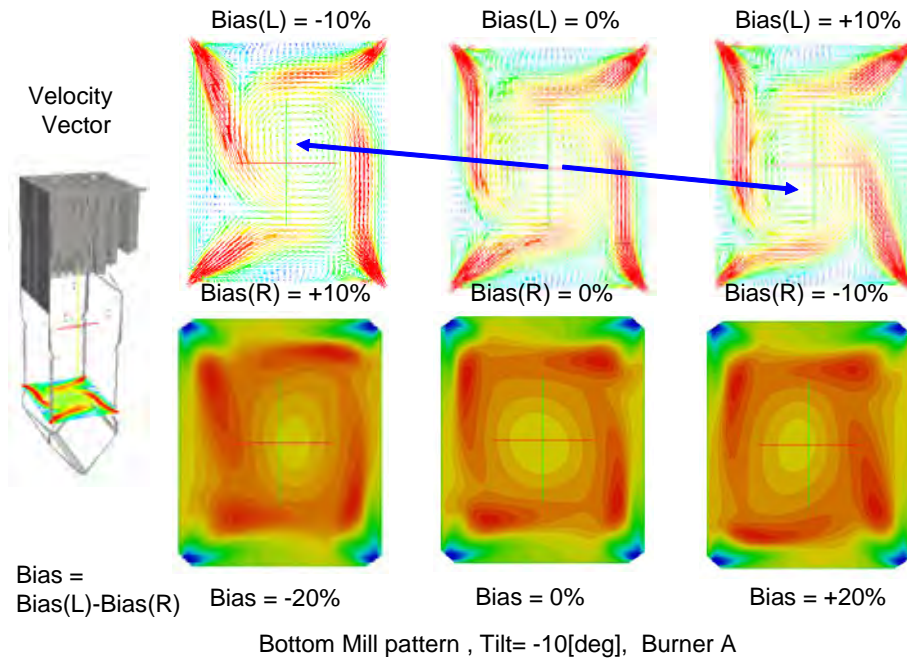 Bias(L) = -10%
Bias(L) = 0%
Bias(L) = +10%
Velocity
Vector
Bias(R) = +10%
Bias(R) = 0%
Bias(R) = -10%
Bias =
Bias(L)-Bias(R)
Bias = -20%
Bias = 0%
Bias = +20%
Bottom Mill pattern , Tilt= -10[deg], Burner A